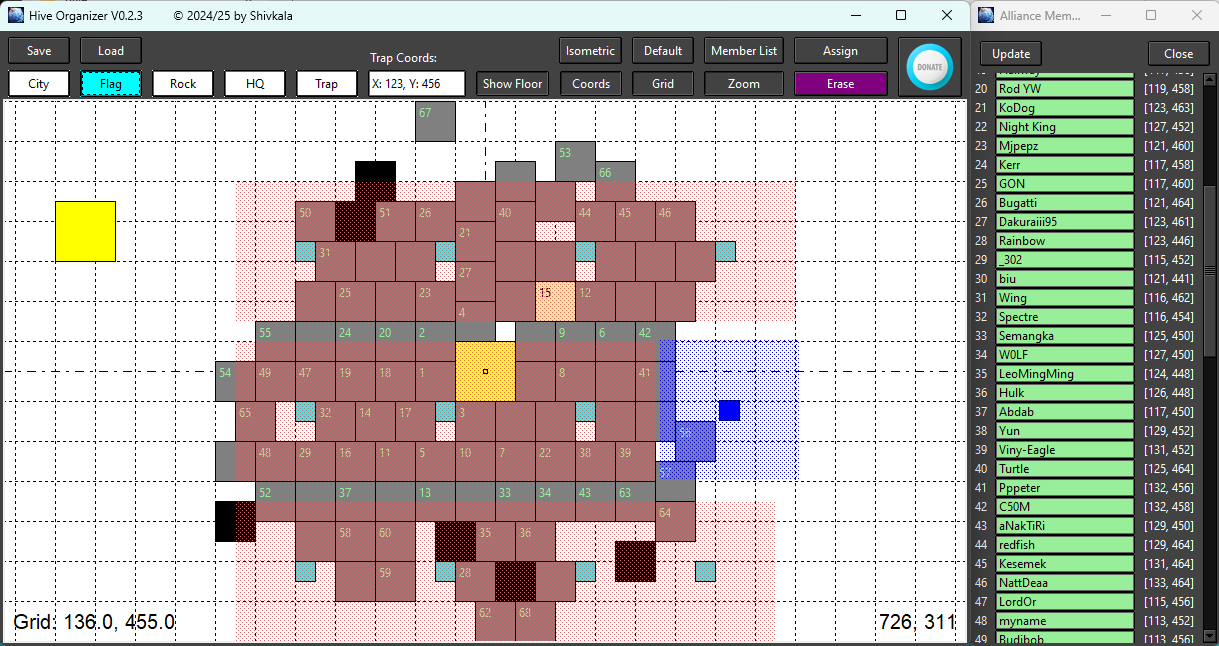 Hive Organizer V0.2.3 © 2024/25 by Shivkala
Alliance Mem...
Save Load Trap Coords: Isometric Default Member List Assign DONATE
City Flag Rock HQ Trap X: 123, Y: 456 Show Floor Coords Grid Zoom Erase
Update Close
67
53
66
50 51 26 40 44 45 46
21
31
27
25 23 15 12
4
55 24 20 2 9 6 42
54 49 47 19 18 1 8 41
65 32 14 17 3
48 29 16 11 5 10 7 22 38 39
57
52 37 13 33 34 43 63
64
58 60 35 36
59 28
62 68
Grid: 136.0, 455.0 726, 311
20 Rod YW [119, 458]
21 KoDog [123, 463]
22 Night King [127, 452]
23 Mjpepz [121, 460]
24 Kerr [117, 458]
25 GON [117, 460]
26 Bugatti [121, 464]
27 Dakuraiii95 [123, 461]
28 Rainbow [123, 446]
29 _302 [115, 452]
30 biu [121, 441]
31 Wing [116, 462]
32 Spectre [116, 454]
33 Semangka [125, 450]
34 W0LF [127, 450]
35 LeoMingMing [124, 448]
36 Hulk [126, 448]
37 Abdab [117, 450]
38 Yun [129, 452]
39 Viny-Eagle [131, 452]
40 Turtle [125, 464]
41 Pppeter [132, 456]
42 C50M [132, 458]
43 aNakTiRi [129, 450]
44 redfish [129, 464]
45 Kesemek [131, 464]
46 NattDeaa [133, 464]
47 LordOr [115, 456]
48 myname [113, 452]
49 Budibob [113, 456]